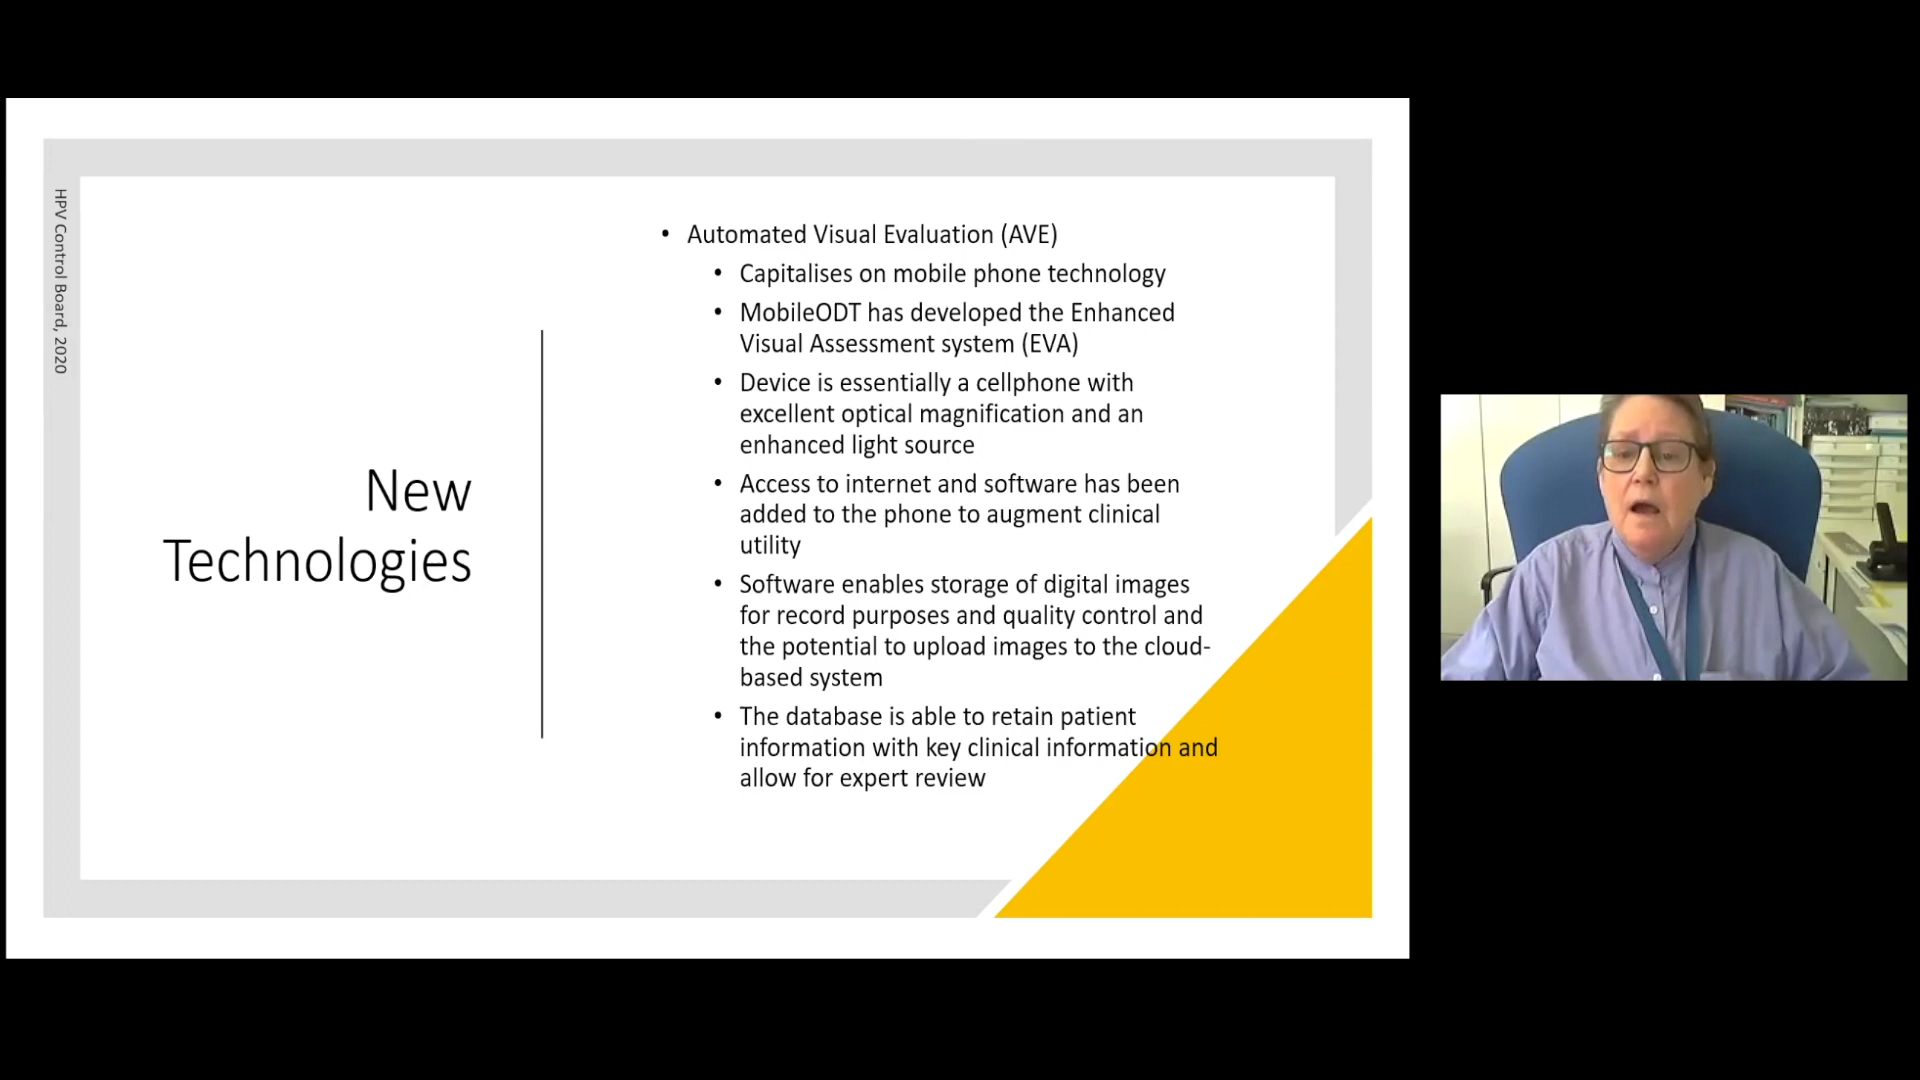 HPV Control Board, 2020
New
Technologies
• Automated Visual Evaluation (AVE)
• Capitalises on mobile phone technology
• MobileODT has developed the Enhanced
Visual Assessment system (EVA)
• Device is essentially a cellphone with
excellent optical magnification and an
enhanced light source
• Access to internet and software has been
added to the phone to augment clinical
utility
• Software enables storage of digital images
for record purposes and quality control and
the potential to upload images to the cloud-
based system
• The database is able to retain patient
information with key clinical information and
allow for expert review